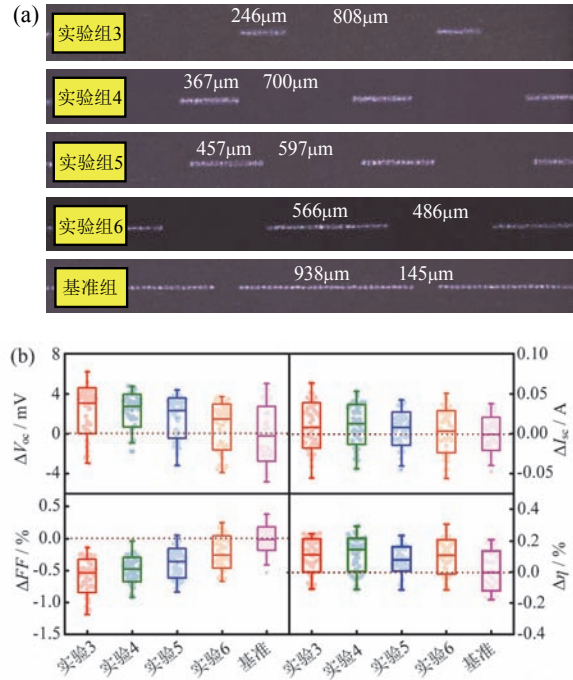 (a)
246μm 808μm
实验组3
367μm 700μm
实验组4
457μm 597μm
实验组5
566μm 486μm
实验组6
938μm 145μm
基准组
(b)
8
4
0
-4
ΔVoc / mV
0.10
0.05
0.00
-0.05
ΔIsc / A
0.5
0.0
-0.5
-1.0
-1.5
ΔFF / %
0.4
0.2
0.0
-0.2
-0.4
Δη / %
实验3 实验4 实验5 实验6 基准 实验3 实验4 实验5 实验6 基准